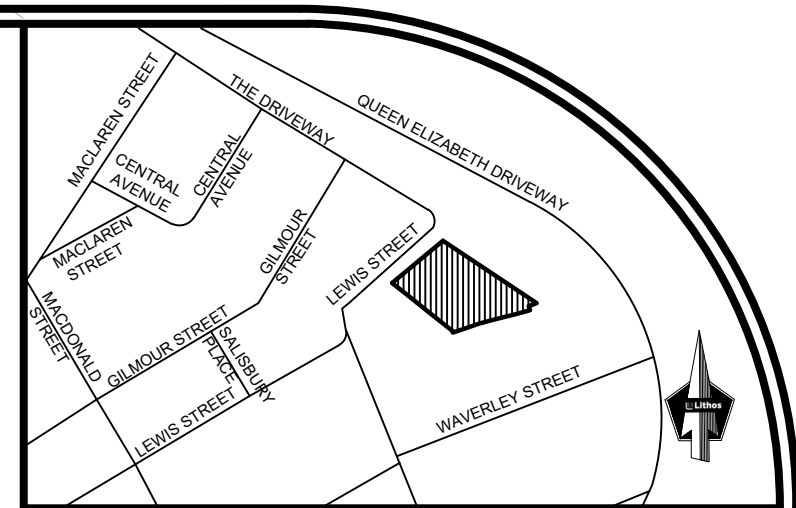 MACLAREN STREET
THE DRIVEWAY
QUEEN ELIZABETH DRIVEWAY
CENTRAL
AVENUE
CENTRAL
AVENUE
MACLAREN
STREET
GILMOUR
STREET
LEWIS STREET
MACDONALD
STREET
GILMOUR STREET
SALISBURY
PLACE
LEWIS STREET
WAVERLEY STREET
Lithos